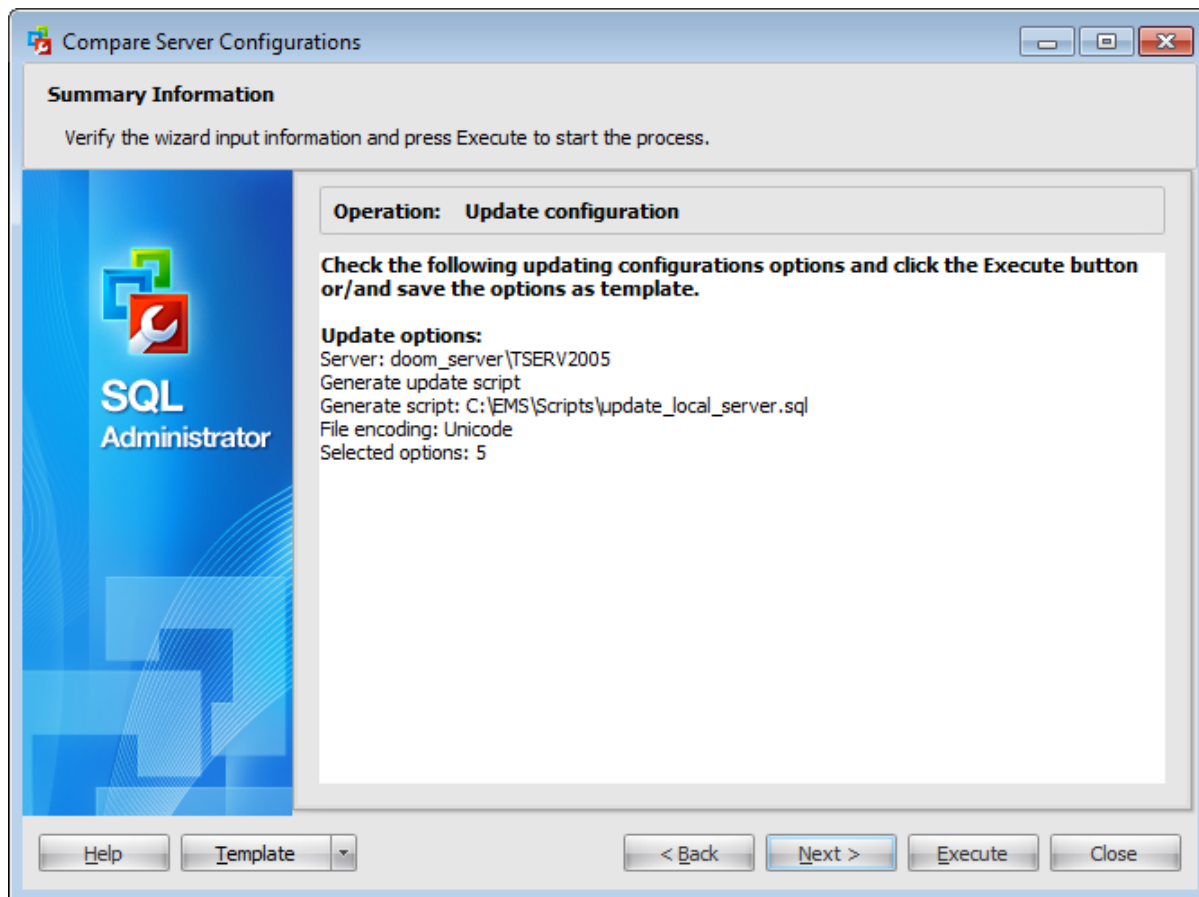 Compare Server Configurations
Summary Information
Verify the wizard input information and press Execute to start the process.
Operation: Update configuration
Check the following updating configurations options and click the Execute button
or/and save the options as template.
Update options:
Server: doom_server\TSERV2005
Generate update script
Generate script: C:\EMS\Scripts\update_local_server.sql
File encoding: Unicode
Selected options: 5
SQL
Administrator
Help Template < Back Next > Execute Close